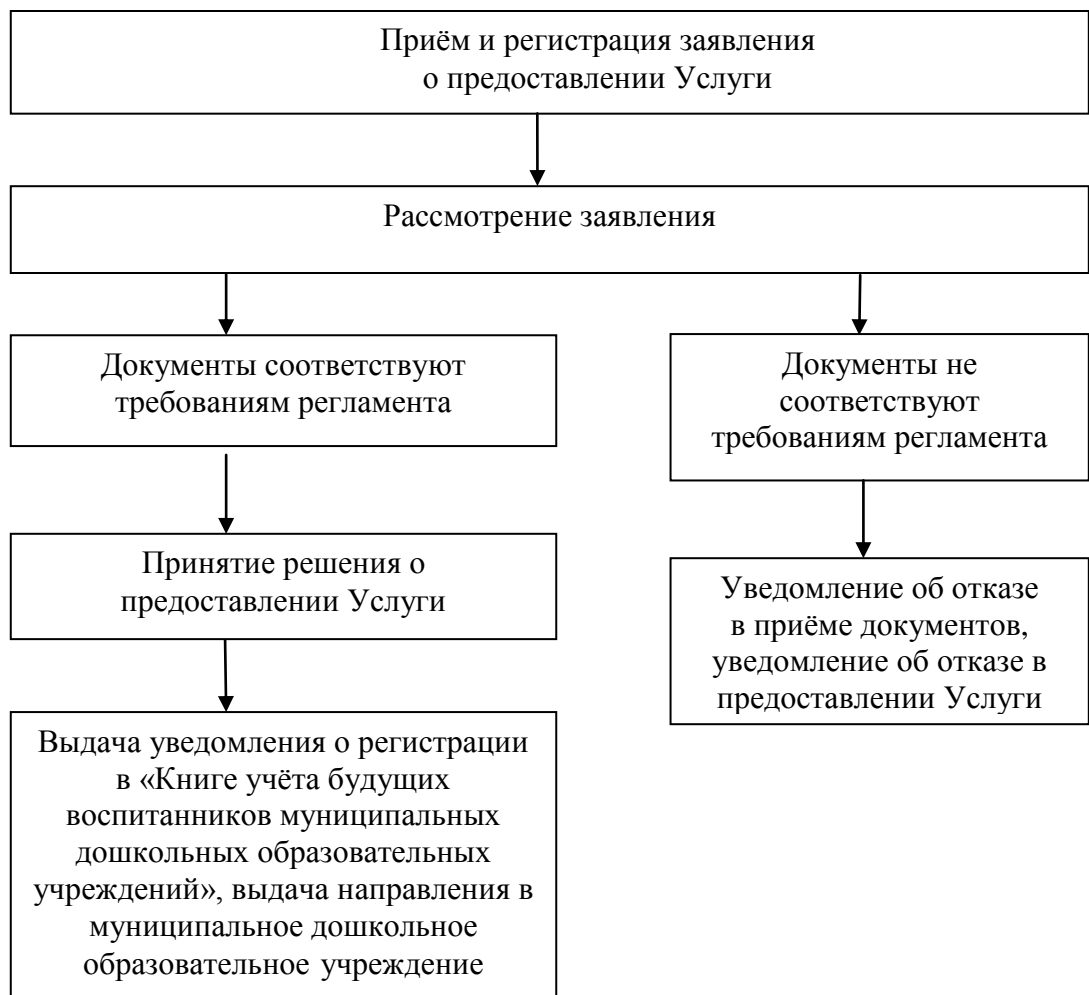 Приём и регистрация заявления
о предоставлении Услуги
Рассмотрение заявления
Документы соответствуют
требованиям регламента
Документы не
соответствуют
требованиям регламента
Принятие решения о
предоставлении Услуги
Уведомление об отказе
в приёме документов,
уведомление об отказе в
предоставлении Услуги
Выдача уведомления о регистрации
в «Книге учёта будущих
воспитанников муниципальных
дошкольных образовательных
учреждений», выдача направления в
муниципальное дошкольное
образовательное учреждение